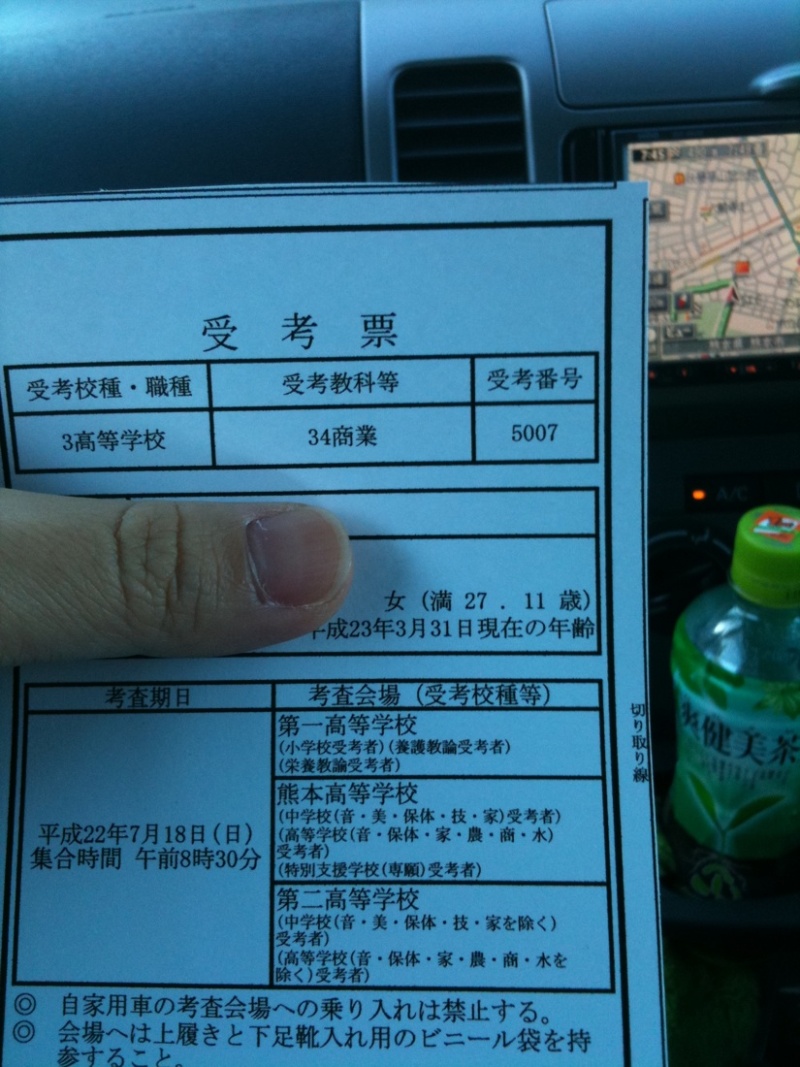 受考票
受考校種・職種 受考教科等 受考番号
3高等学校 34商業 5007
女 (満 27 . 11 歳)
平成23年3月31日現在の年齢
考査期日 考査会場 (受考校種等)
平成22年7月18日(日)
集合時間 午前8時30分
第一高等学校
(小学校受考者)(養護教諭受考者)
(栄養教諭受考者)
熊本高等学校
(中学校(音・美・保体・技・家)受考者)
(高等学校(音・保体・家・農・商・水)
受考者)
(特別支援学校(専願)受考者)
第二高等学校
(中学校(音・美・保体・技・家を除く)
受考者)
(高等学校(音・保体・家・農・商・水を
除く)受考者)
◎ 自家用車の考査会場への乗り入れは禁止する。
◎ 会場へは上履きと下足靴入れ用のビニール袋を持
参すること。
切り取り線
7:45
A/C
爽健美茶